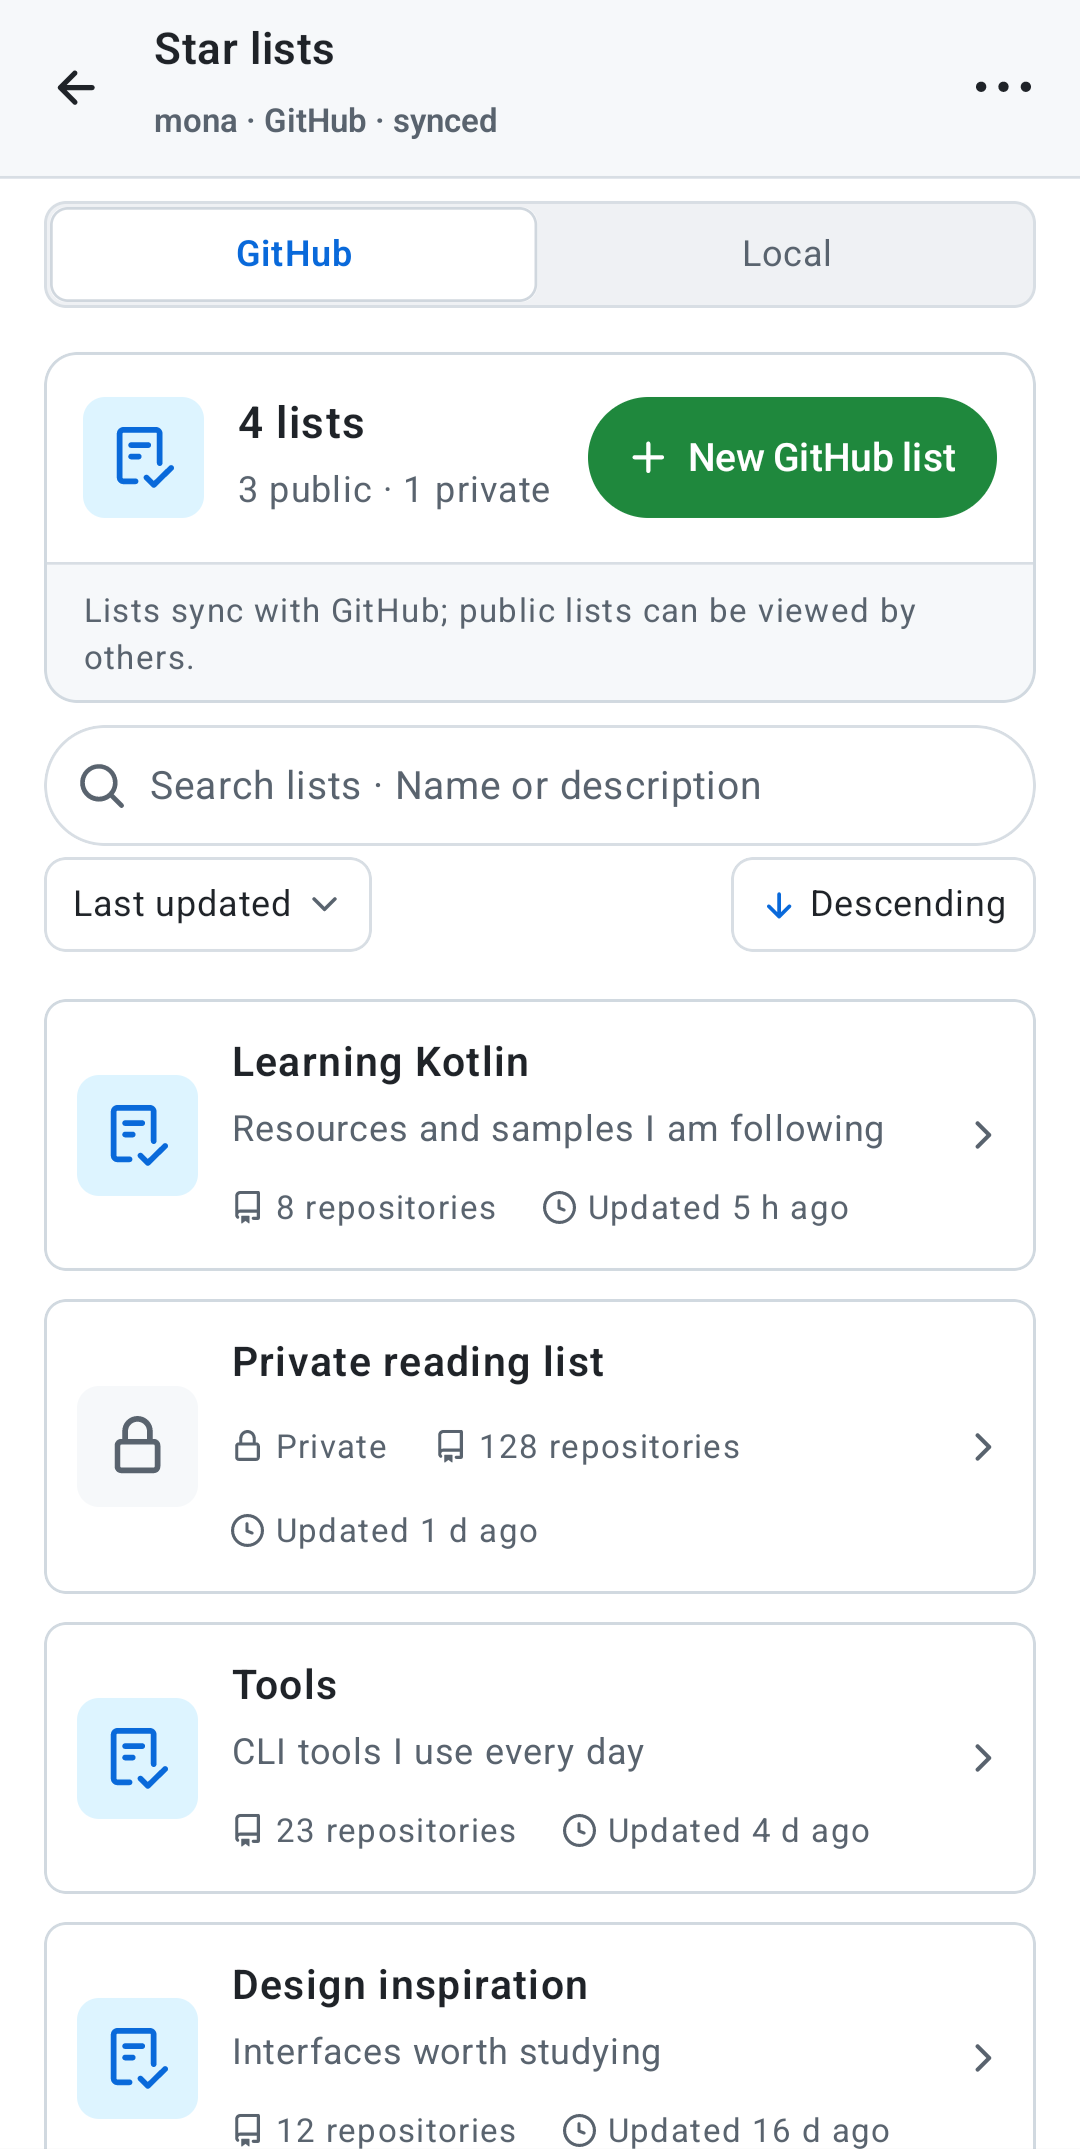 Star lists
mona · GitHub · synced
GitHub
Local
4 lists
3 public · 1 private
New GitHub list
Lists sync with GitHub; public lists can be viewed by
others.
Search lists · Name or description
Last updated
Descending
Learning Kotlin
Resources and samples I am following
8 repositories
Updated 5 h ago
Private reading list
Private
128 repositories
Updated 1 d ago
Tools
CLI tools I use every day
23 repositories
Updated 4 d ago
Design inspiration
Interfaces worth studying
12 repositories
Updated 16 d ago